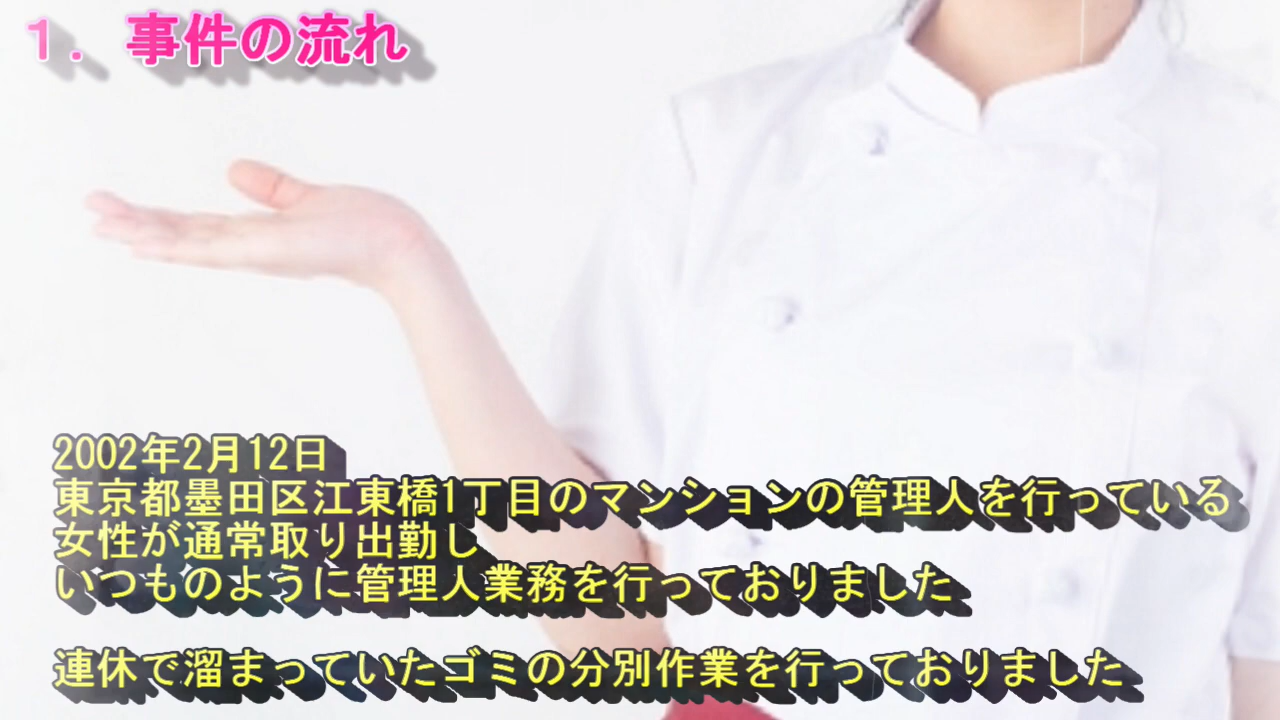 １．事件の流れ
2002年2月12日
東京都墨田区江東橋1丁目のマンションの管理人を行っている
女性が通常取り出勤し
いつものように管理人業務を行っておりました
連休で溜まっていたゴミの分別作業を行っておりました